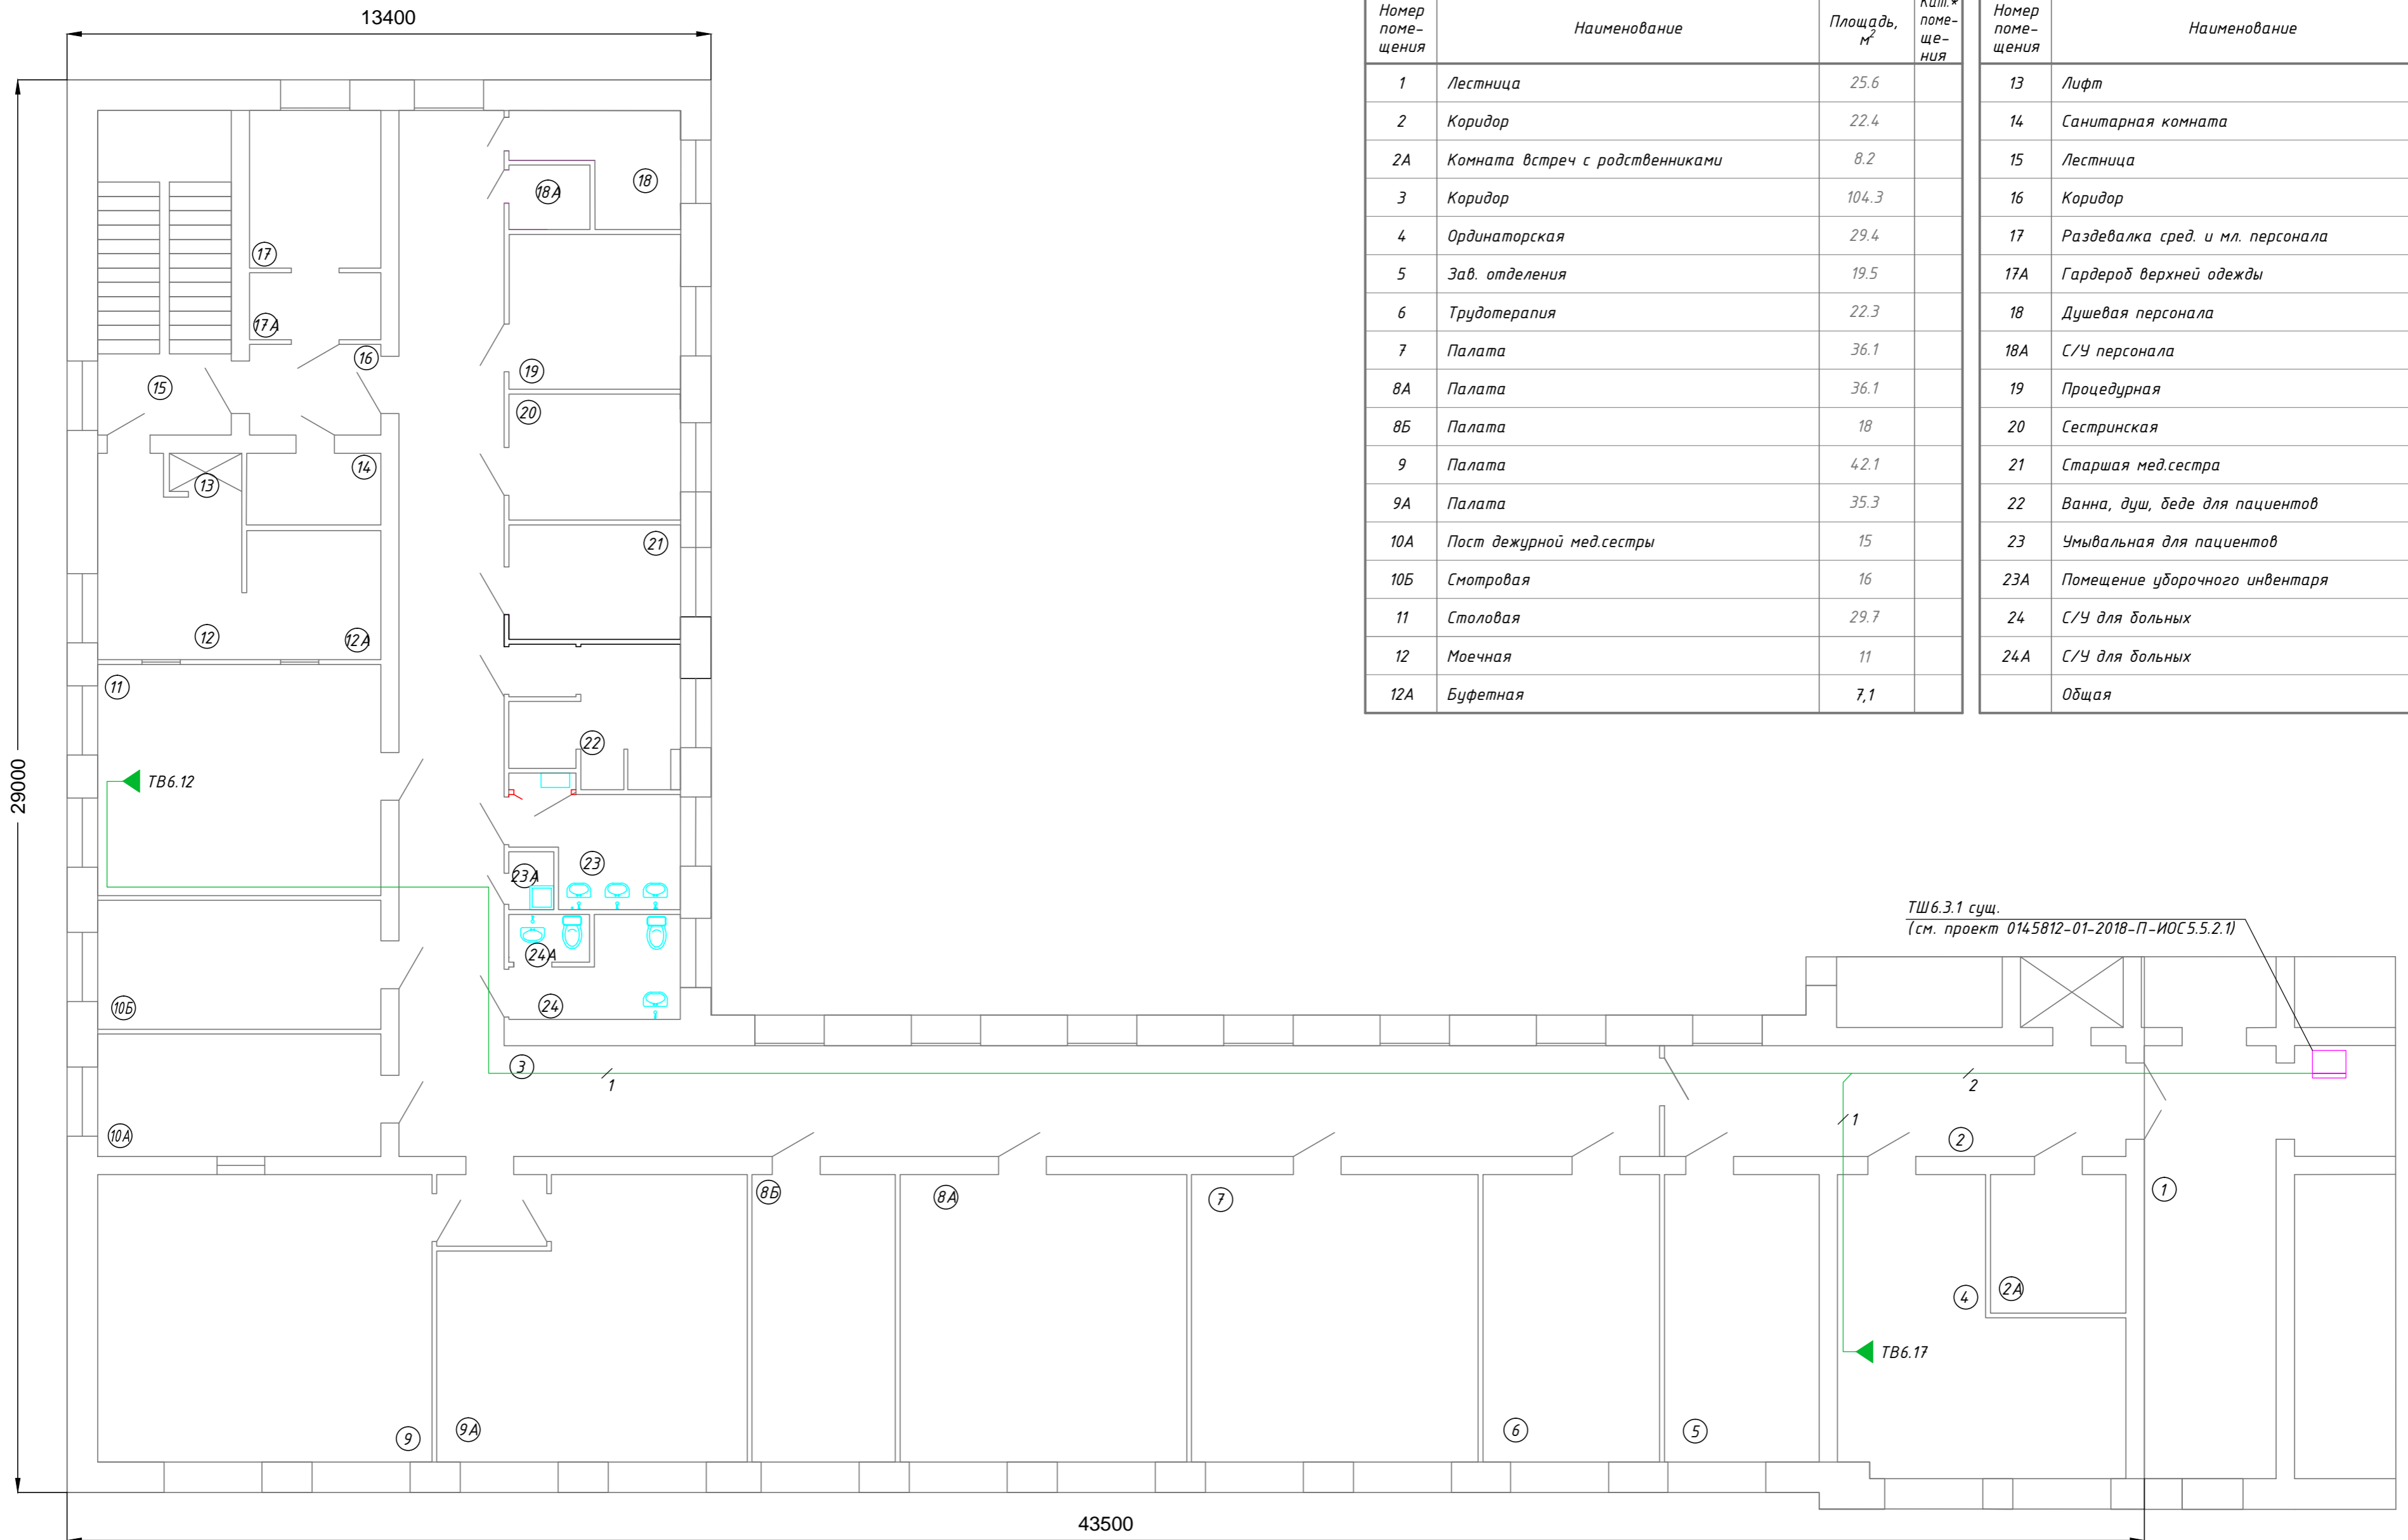 13400
29000
43500
Номер
поме-
щения
Наименование
Площадь,
м²
Кат.*
поме-
ще-
ния
1 Лестница 25.6
2 Коридор 22.4
2А Комната встреч с родственниками 8.2
3 Коридор 104.3
4 Ординаторская 29.4
5 Зав. отделения 19.5
6 Трудотерапия 22.3
7 Палата 36.1
8А Палата 36.1
8Б Палата 18
9 Палата 42.1
9А Палата 35.3
10А Пост дежурной мед.сестры 15
10Б Смотровая 16
11 Столовая 29.7
12 Моечная 11
12А Буфетная 7,1
Номер
поме-
щения
Наименование
13 Лифт
14 Санитарная комната
15 Лестница
16 Коридор
17 Раздевалка сред. и мл. персонала
17А Гардероб верхней одежды
18 Душевая персонала
18А С/У персонала
19 Процедурная
20 Сестринская
21 Старшая мед.сестра
22 Ванна, душ, беде для пациентов
23 Умывальная для пациентов
23А Помещение уборочного инвентаря
24 С/У для больных
24А С/У для больных
Общая
18А
18
17
17А
16
15
19
20
14
13
21
12
12А
11
22
ТВ6.12
23
23А
24А
24
10Б
10А
3
1
ТШ6.3.1 сущ.
(см. проект 0145812-01-2018-П-ИОС5.5.2.1)
2
1
2
1
8Б
8А
7
4
2А
ТВ6.17
9
9А
6
5